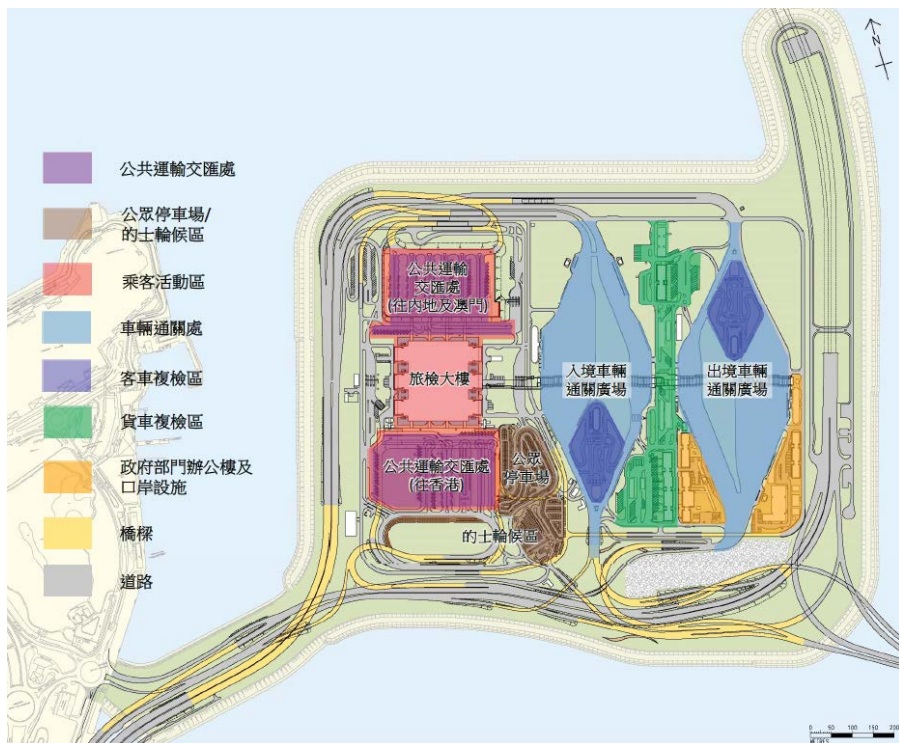 N
公共運輸交匯處
公眾停車場/
的士輪候區
乘客活動區
車輛通關處
客車複檢區
貨車複檢區
政府部門辦公樓及
口岸設施
橋樑
道路
公共運輸
交匯處
(往內地及澳門)
旅檢大樓
入境車輛
通關廣場
出境車輛
通關廣場
公共運輸交匯處
(往香港)
公眾
停車場
的士輪候區
0 50 100 150 200